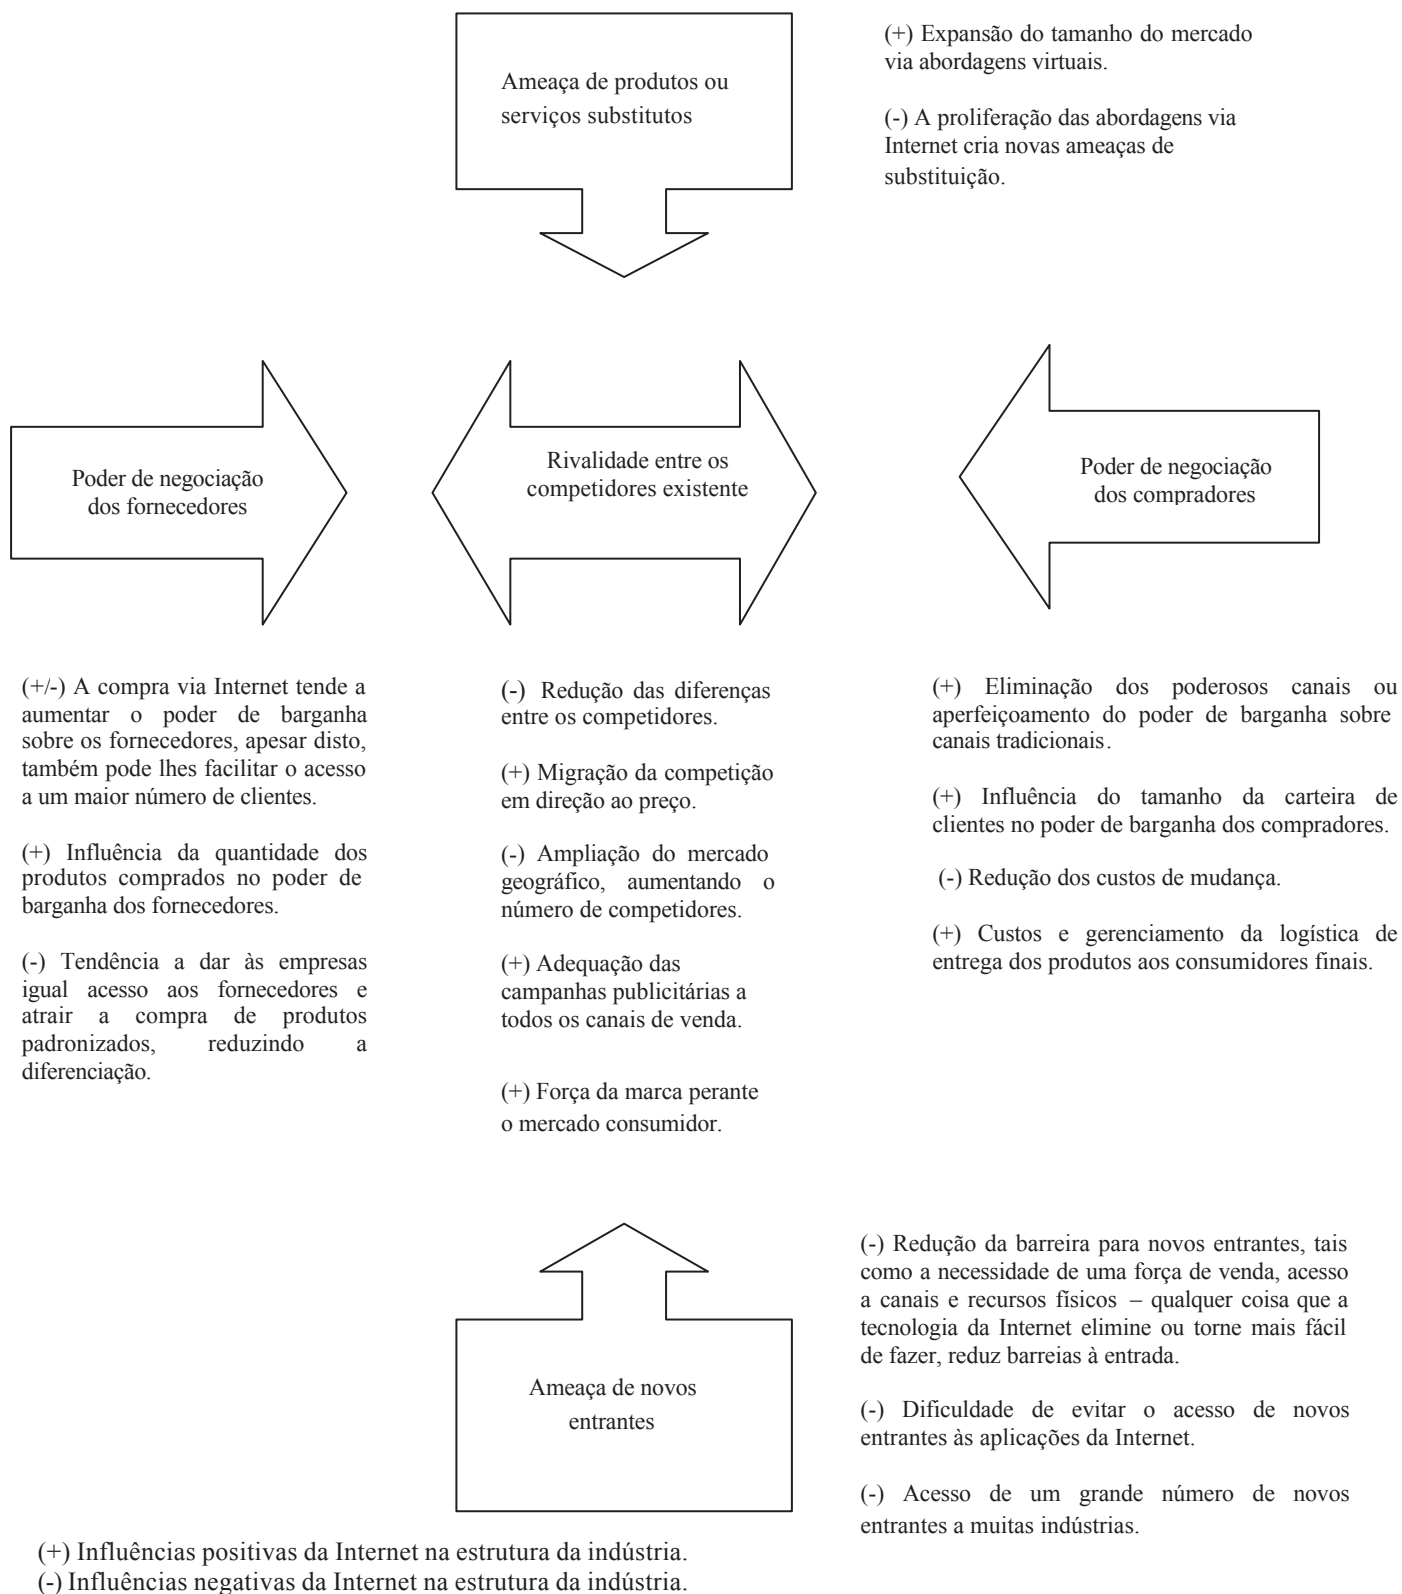 Ameaça de produtos ou
serviços substitutos
(+) Expansão do tamanho do mercado
via abordagens virtuais.
(-) A proliferação das abordagens via
Internet cria novas ameaças de
substituição.
Poder de negociação
dos fornecedores
Rivalidade entre os
competidores existente
Poder de negociação
dos compradores
(+/-) A compra via Internet tende a
aumentar o poder de barganha
sobre os fornecedores, apesar disto,
também pode lhes facilitar o acesso
a um maior número de clientes.
(+) Influência da quantidade dos
produtos comprados no poder de
barganha dos fornecedores.
(-) Tendência a dar às empresas
igual acesso aos fornecedores e
atrair a compra de produtos
padronizados, reduzindo a
diferenciação.
(-) Redução das diferenças
entre os competidores.
(+) Migração da competição
em direção ao preço.
(-) Ampliação do mercado
geográfico, aumentando o
número de competidores.
(+) Adequação das
campanhas publicitárias a
todos os canais de venda.
(+) Força da marca perante
o mercado consumidor.
(+) Eliminação dos poderosos canais ou
aperfeiçoamento do poder de barganha sobre
canais tradicionais.
(+) Influência do tamanho da carteira de
clientes no poder de barganha dos compradores.
(-) Redução dos custos de mudança.
(+) Custos e gerenciamento da logística de
entrega dos produtos aos consumidores finais.
Ameaça de novos
entrantes
(-) Redução da barreira para novos entrantes, tais
como a necessidade de uma força de venda, acesso
a canais e recursos físicos – qualquer coisa que a
tecnologia da Internet elimine ou torne mais fácil
de fazer, reduz barreias à entrada.
(-) Dificuldade de evitar o acesso de novos
entrantes às aplicações da Internet.
(-) Acesso de um grande número de novos
entrantes a muitas indústrias.
(+) Influências positivas da Internet na estrutura da indústria.
(-) Influências negativas da Internet na estrutura da indústria.